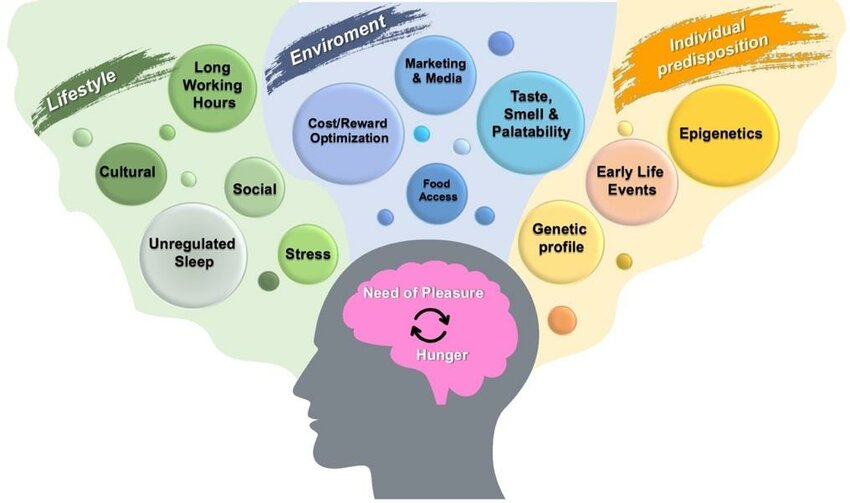 Lifestyle
Long
Working
Hours
Cultural
Social
Unregulated
Sleep
Stress
Enviroment
Marketing
& Media
Cost/Reward
Optimization
Taste,
Smell &
Palatability
Food
Access
Individual
predisposition
Epigenetics
Early Life
Events
Genetic
profile
Need of Pleasure
Hunger